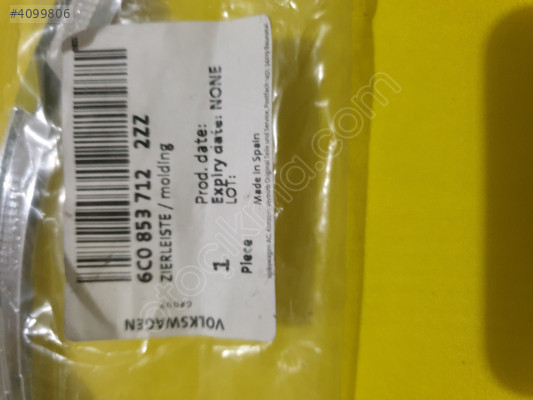 #4099806
VOLKSWAGEN
6C0 853 712 2ZZ
ZIERLEISTE / molding
Prod. date:
Expiry date: NONE
LOT:
1
Piece
Made in Spain